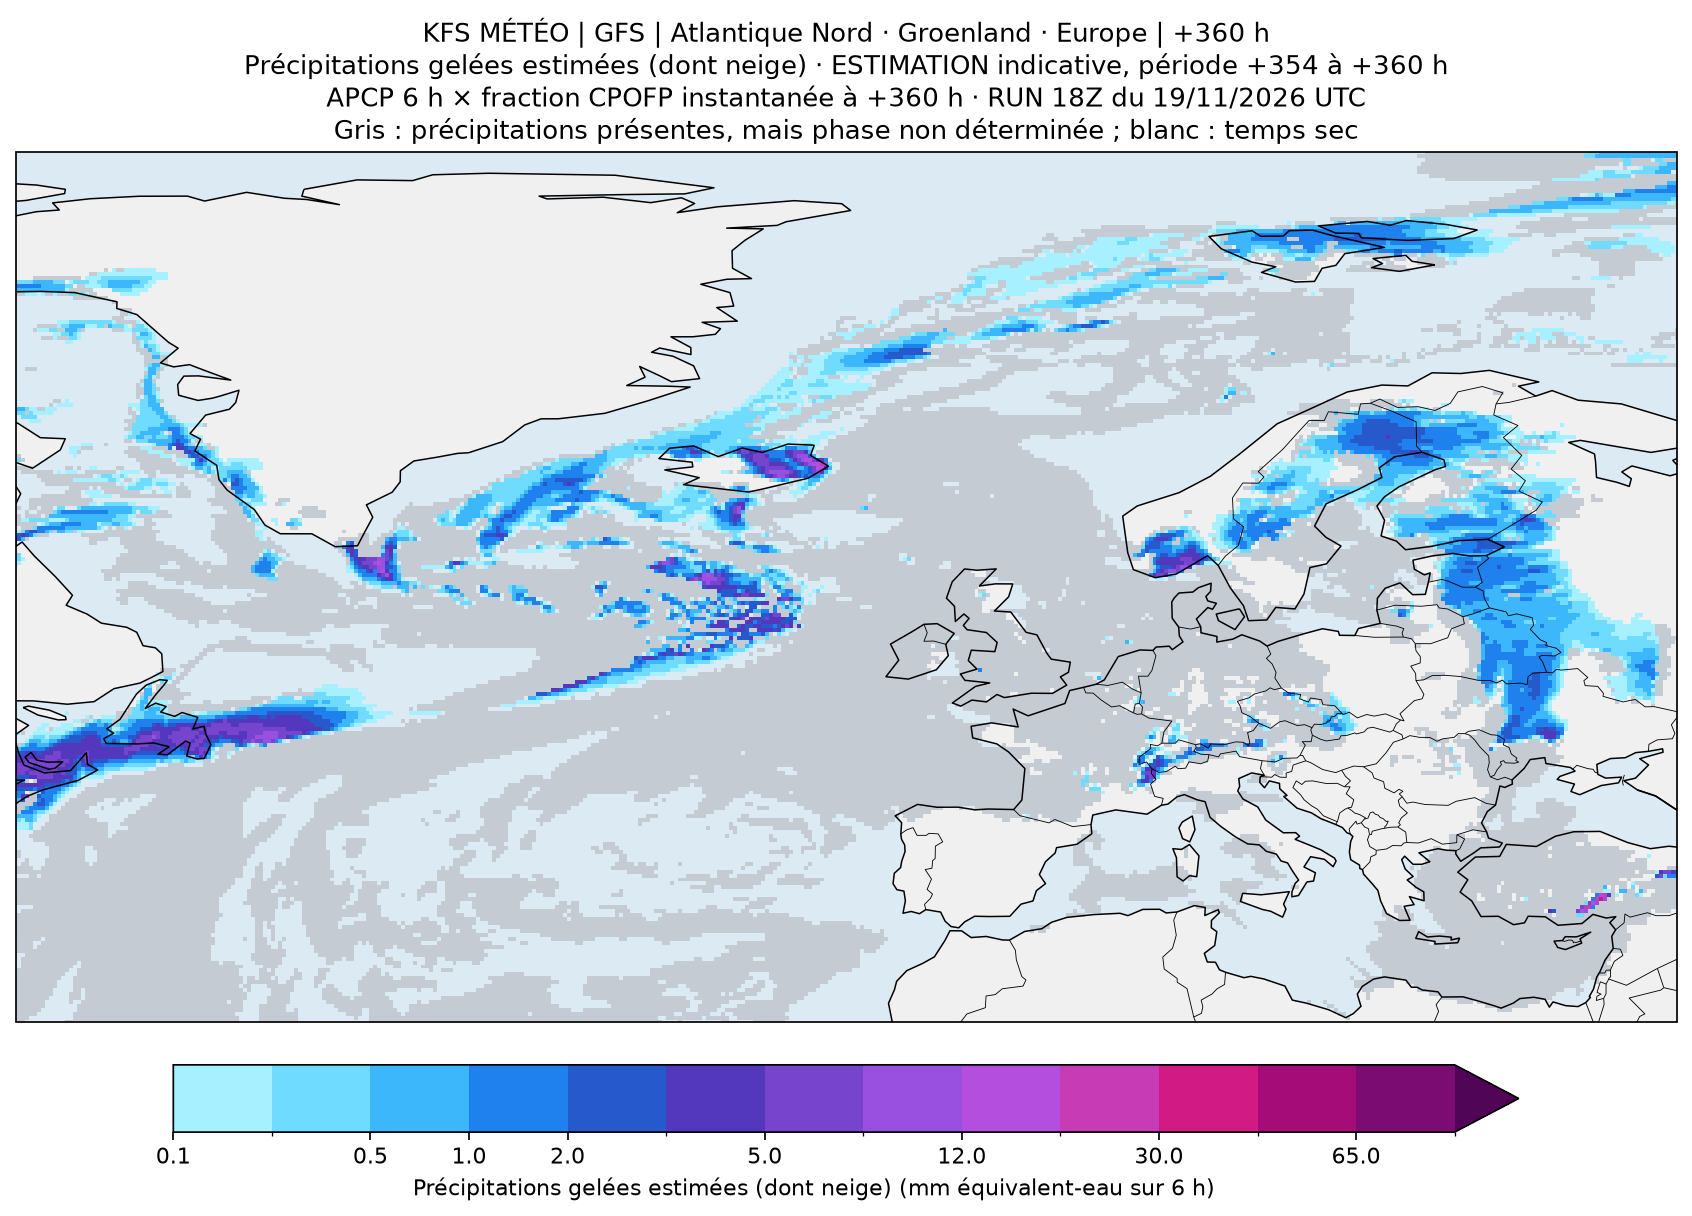 KFS MÉTÉO | GFS | Atlantique Nord · Groenland · Europe | +360 h
Précipitations gelées estimées (dont neige) · ESTIMATION indicative, période +354 à +360 h
APCP 6 h × fraction CPOFP instantanée à +360 h · RUN 18Z du 19/11/2026 UTC
Gris : précipitations présentes, mais phase non déterminée ; blanc : temps sec
0.1 0.5 1.0 2.0 5.0 12.0 30.0 65.0
Précipitations gelées estimées (dont neige) (mm équivalent-eau sur 6 h)